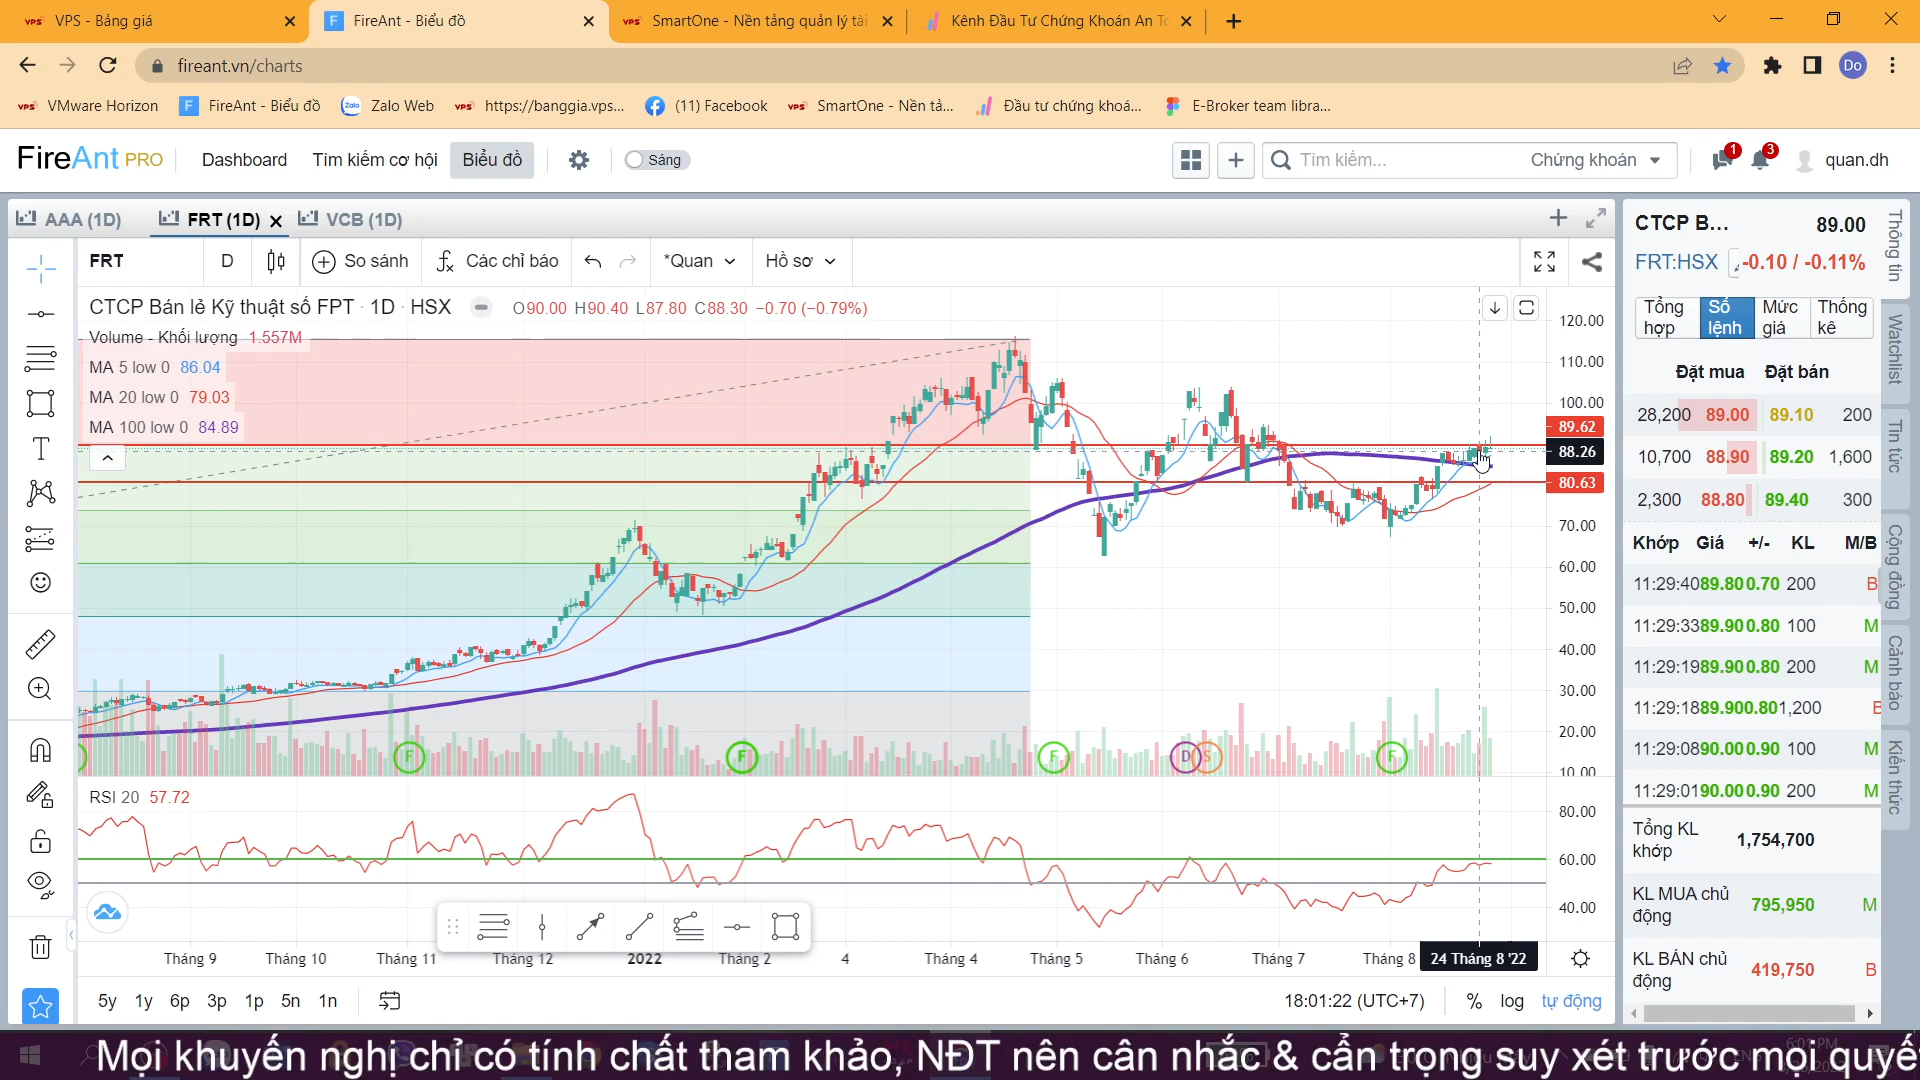 VPS - Bảng giá
FireAnt - Biểu đồ
SmartOne - Nền tảng quản lý tài
Kênh Đầu Tư Chứng Khoán An To
fireant.vn/charts
Do
VMware Horizon
FireAnt - Biểu đồ
Zalo Web
https://banggia.vps...
(11) Facebook
SmartOne - Nền tả...
Đầu tư chứng khoá...
E-Broker team libra...
FireAnt PRO
Dashboard
Tìm kiếm cơ hội
Biểu đồ
Sáng
Tìm kiếm...
Chứng khoán
1
3
quan.dh
AAA (1D)
FRT (1D)
VCB (1D)
FRT
D
So sánh
Các chỉ báo
*Quan
Hồ sơ
CTCP Bán lẻ Kỹ thuật số FPT · 1D · HSX
O90.00 H90.40 L87.80 C88.30 −0.70 (−0.79%)
Volume - Khối lượng 1.557M
MA 5 low 0 86.04
MA 20 low 0 79.03
MA 100 low 0 84.89
120.00
110.00
100.00
89.62
88.26
80.63
70.00
60.00
50.00
40.00
30.00
20.00
10.00
F
F
F
D
S
F
RSI 20 57.72
80.00
60.00
40.00
Tháng 9
Tháng 10
Tháng 11
Tháng 12
2022
Tháng 2
4
Tháng 4
Tháng 5
Tháng 6
Tháng 7
Tháng 8
24 Tháng 8 '22
5y 1y 6p 3p 1p 5n 1n
18:01:22 (UTC+7)
% log tự động
CTCP B...
89.00
FRT:HSX
-0.10 / -0.11%
Tổng hợp
Số lệnh
Mức giá
Thống kê
Đặt mua Đặt bán
28,200 89.00 89.10 200
10,700 88.90 89.20 1,600
2,300 88.80 89.40 300
Khớp Giá +/- KL M/B
11:29:40 89.80 0.70 200 B
11:29:33 89.90 0.80 100 M
11:29:19 89.90 0.80 200 M
11:29:18 89.90 0.80 1,200 B
11:29:08 90.00 0.90 100 M
11:29:01 90.00 0.90 200 M
Tổng KL khớp 1,754,700
KL MUA chủ động 795,950 M
KL BÁN chủ động 419,750 B
Thông tin
Watchlist
Tin tức
Cộng đồng
Cảnh báo
Kiến thức
Mọi khuyến nghị chỉ có tính chất tham khảo, NĐT nên cân nhắc & cẩn trọng suy xét trước mọi quyế